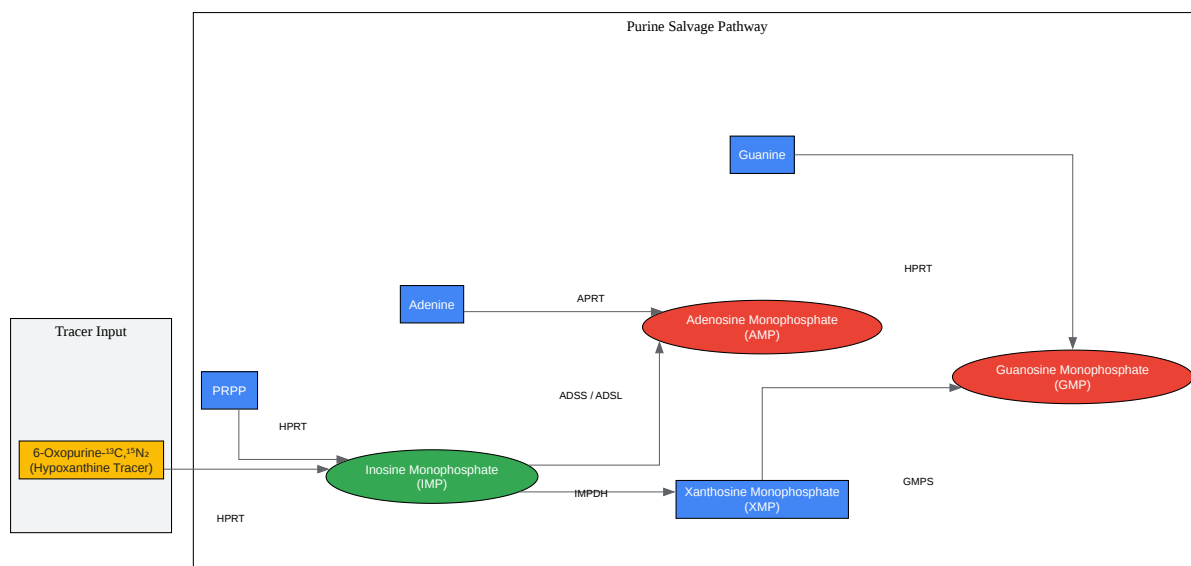 Purine Salvage Pathway
Guanine
HPRT
Adenine
APRT
Adenosine Monophosphate
(AMP)
Tracer Input
Guanosine Monophosphate
(GMP)
PRPP
ADSS / ADSL
HPRT
6-Oxopurine-¹³C,¹⁵N₂
(Hypoxanthine Tracer)
Inosine Monophosphate
(IMP)
IMPDH
Xanthosine Monophosphate
(XMP)
GMPS
HPRT